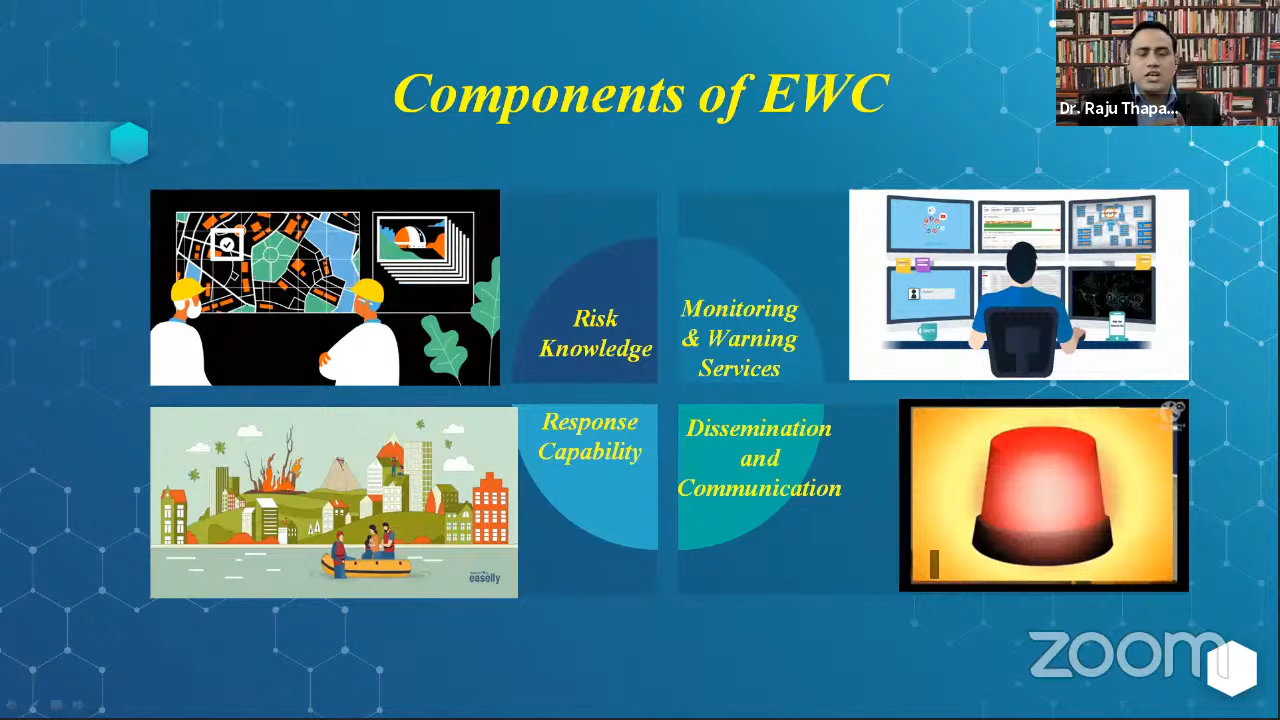 Components of EWC
Dr. Raju Thapa...
Risk
Knowledge
Monitoring
& Warning
Services
Response
Capability
Dissemination
and
Communication
easelly
zoom